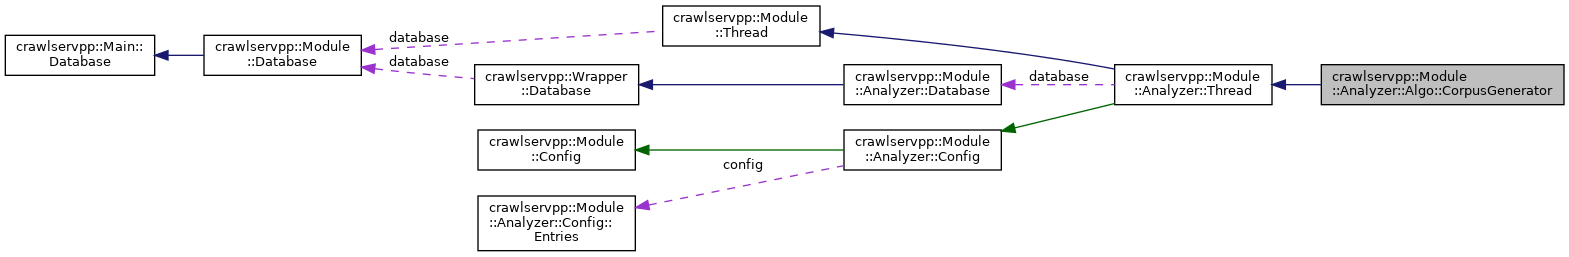 crawlservpp::Main::
Database
crawlservpp::Module
::Database
database
database
crawlservpp::Module
::Thread
crawlservpp::Wrapper
::Database
crawlservpp::Module
::Config
crawlservpp::Module
::Analyzer::Config::
Entries
config
crawlservpp::Module
::Analyzer::Database
crawlservpp::Module
::Analyzer::Config
database
crawlservpp::Module
::Analyzer::Thread
crawlservpp::Module
::Analyzer::Algo::CorpusGenerator